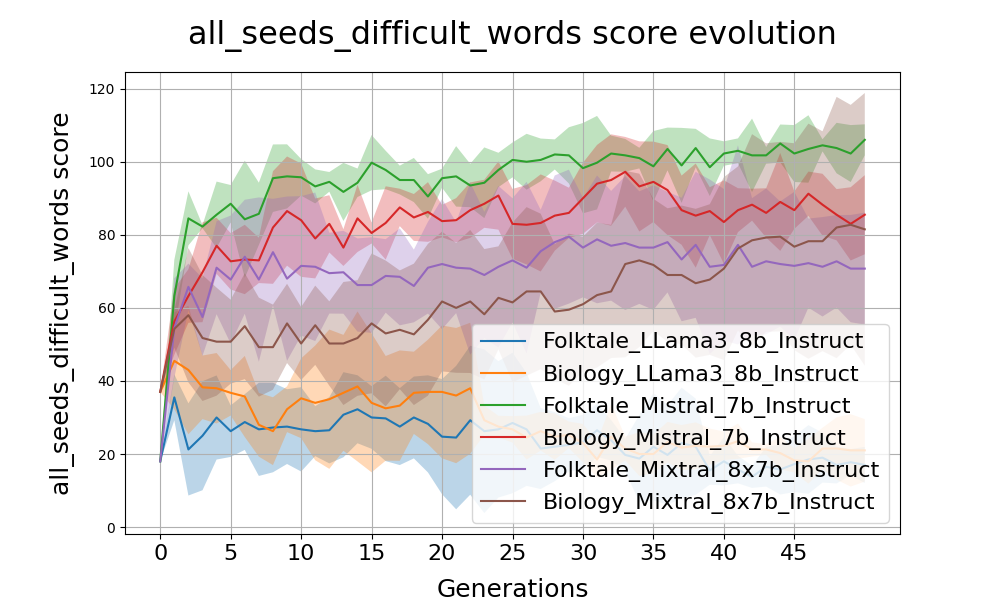 all_seeds_difficult_words score evolution
all_seeds_difficult_words score
120
100
80
60
40
20
0
Folktale_LLama3_8b_Instruct
Biology_LLama3_8b_Instruct
Folktale_Mistral_7b_Instruct
Biology_Mistral_7b_Instruct
Folktale_Mixtral_8x7b_Instruct
Biology_Mixtral_8x7b_Instruct
0 5 10 15 20 25 30 35 40 45
Generations